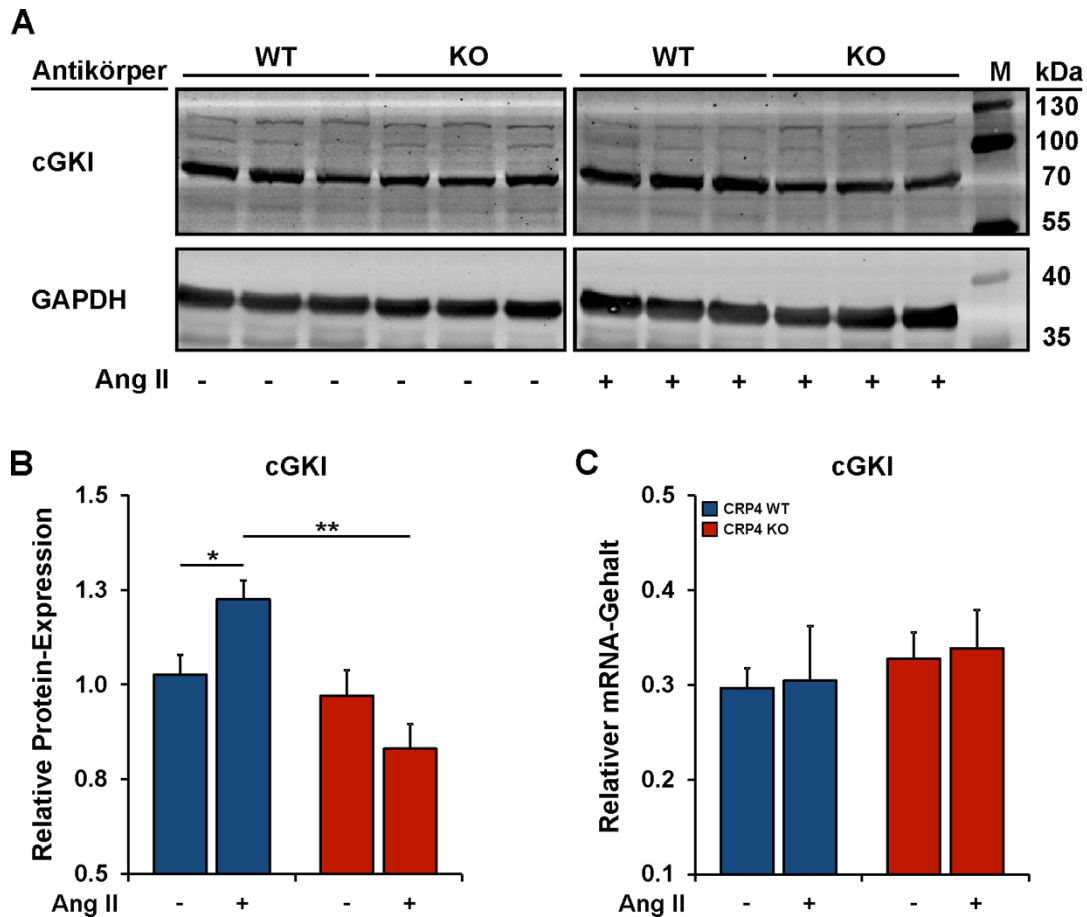 A
WT KO WT KO M kDa
Antikörper
130
cGKI
100
70
55
GAPDH
40
35
Ang II - - - - - - + + + + + +
B
cGKI
Relative Protein-Expression
1.5
1.3
1.0
0.8
0.5
*
**
Ang II - + - +
C
cGKI
Relativer mRNA-Gehalt
0.5
0.4
0.3
0.2
0.1
CRP4 WT
CRP4 KO
Ang II - + - +